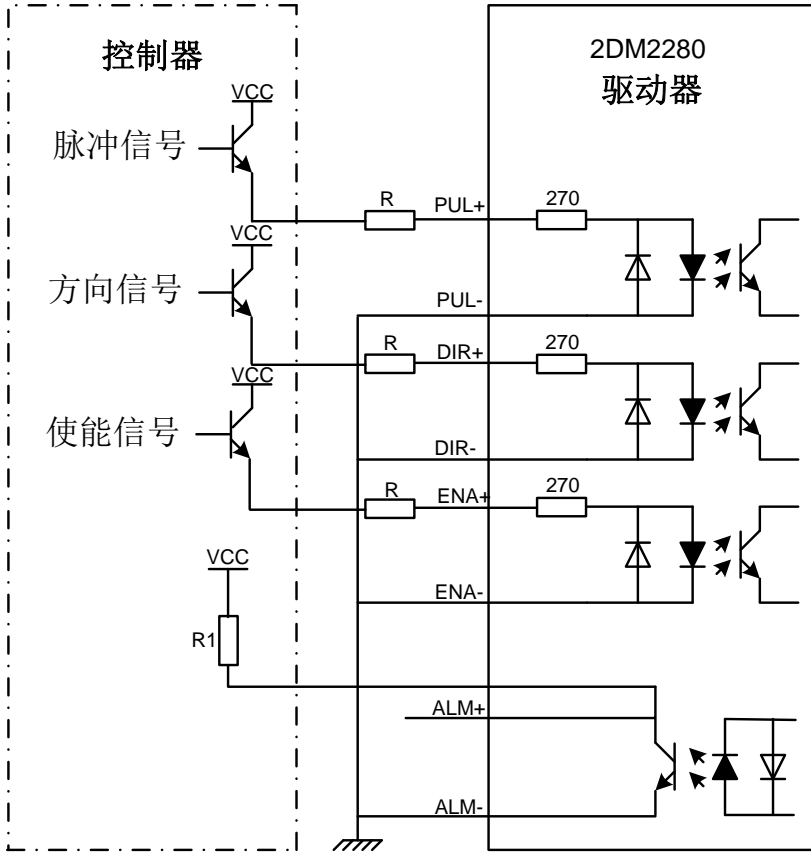 控制器
2DM2280
驱动器
VCC
脉冲信号
R
PUL+
270
VCC
方向信号
PUL-
R
DIR+
270
VCC
使能信号
DIR-
R
ENA+
270
VCC
ENA-
R1
ALM+
ALM-